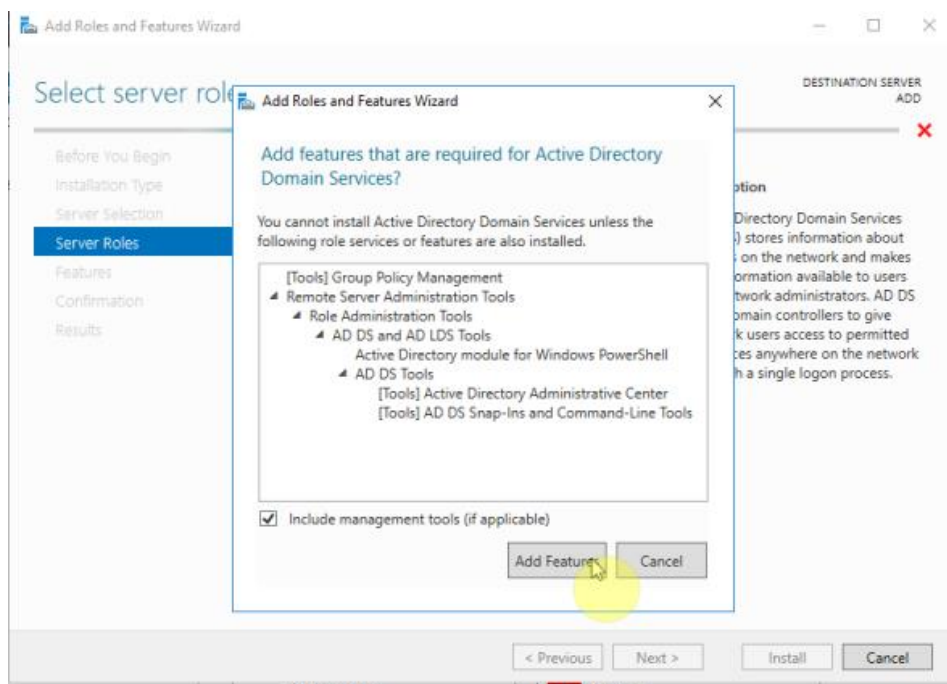 Add Roles and Features Wizard
Select server role
DESTINATION SERVER
ADD
Before You Begin
Installation Type
Server Selection
Server Roles
Features
Confirmation
Results
Add Roles and Features Wizard
Add features that are required for Active Directory
Domain Services?
You cannot install Active Directory Domain Services unless the
following role services or features are also installed.
[Tools] Group Policy Management
Remote Server Administration Tools
Role Administration Tools
AD DS and AD LDS Tools
Active Directory module for Windows PowerShell
AD DS Tools
[Tools] Active Directory Administrative Center
[Tools] AD DS Snap-Ins and Command-Line Tools
Include management tools (if applicable)
Add Features
Cancel
Directory Domain Services
) stores information about
on the network and makes
available to users
administrators. AD DS
controllers to give
users access to permitted
anywhere on the network
a single logon process.
< Previous
Next >
Install
Cancel